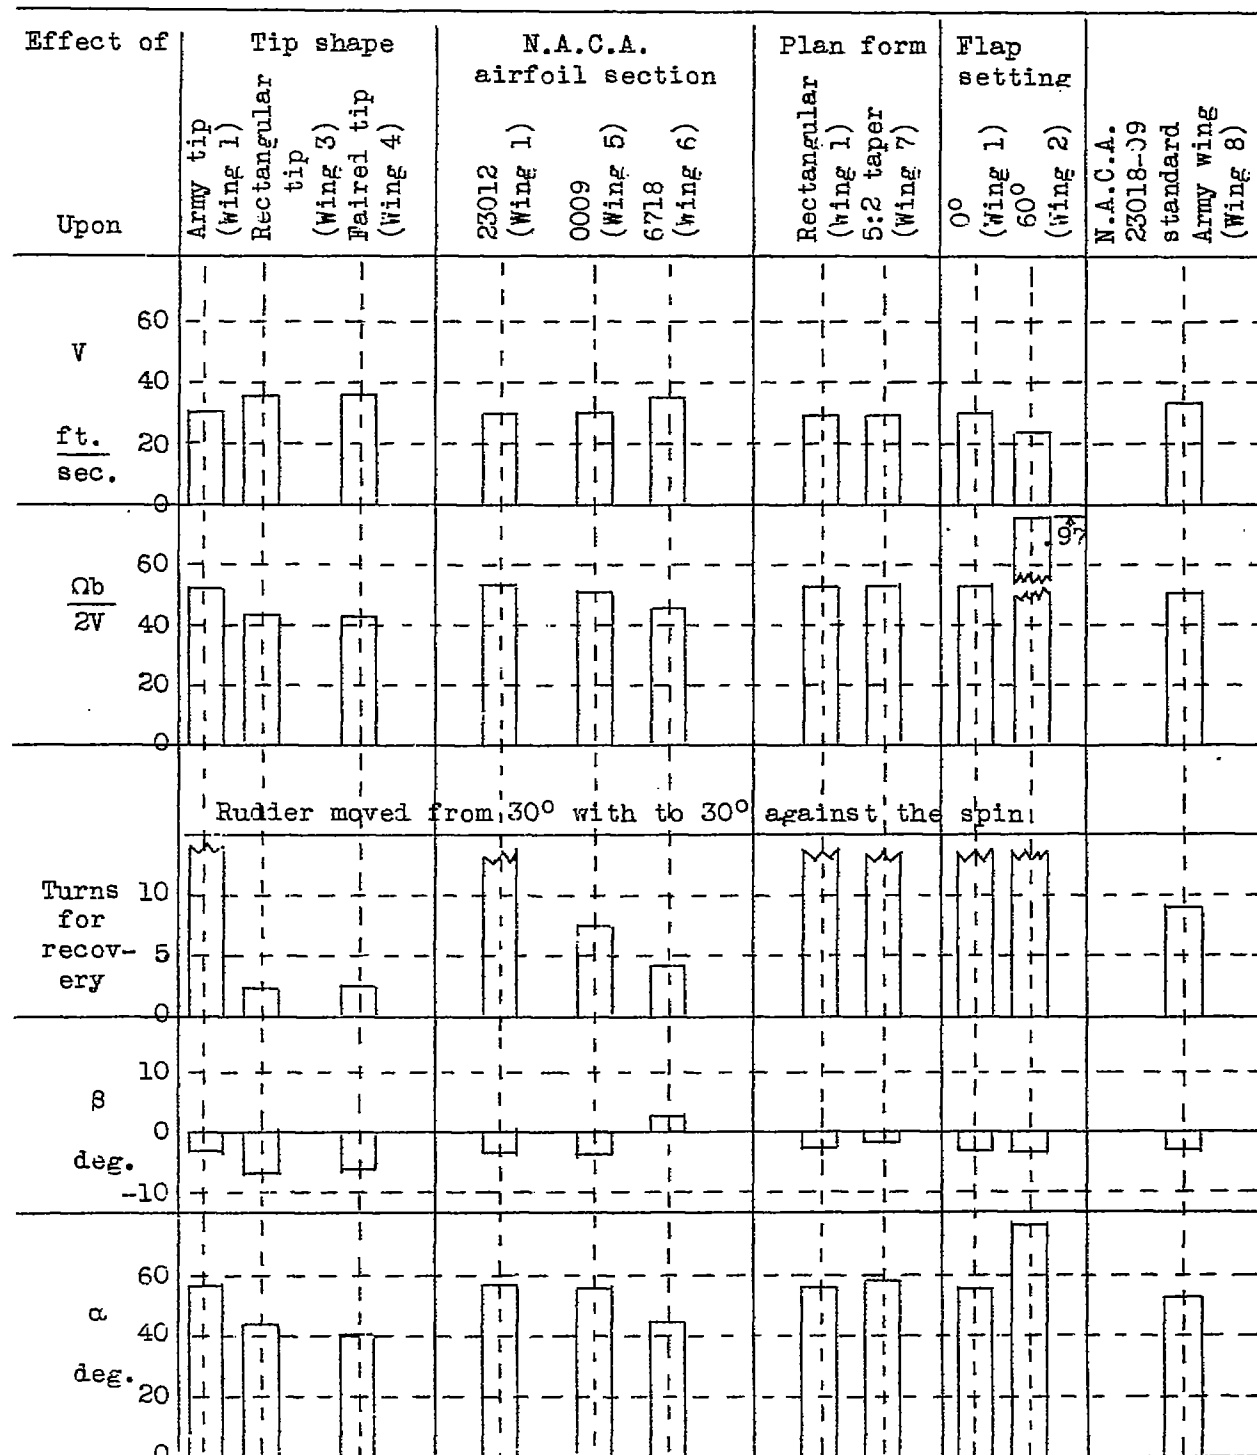 Effect of
Upon
Tip shape
Army tip
(Wing 1)
Rectangular
tip
(Wing 3)
Faired tip
(Wing 4)
N.A.C.A.
airfoil section
23012
(Wing 1)
0009
(Wing 5)
6718
(Wing 6)
Plan form
Rectangular
(Wing 1)
5:2 taper
(Wing 7)
Flap
setting
0°
(Wing 1)
60°
(Wing 2)
N.A.C.A.
23018-09
standard
Army wing
(Wing 8)
V
ft.
sec.
60
40
20
0
Ωb
2V
60
40
20
0
.97
Rudder moved from 30° with to 30° against the spin
Turns
for
recov-
ery
10
5
0
β
deg.
10
0
-10
α
deg.
60
40
20
0